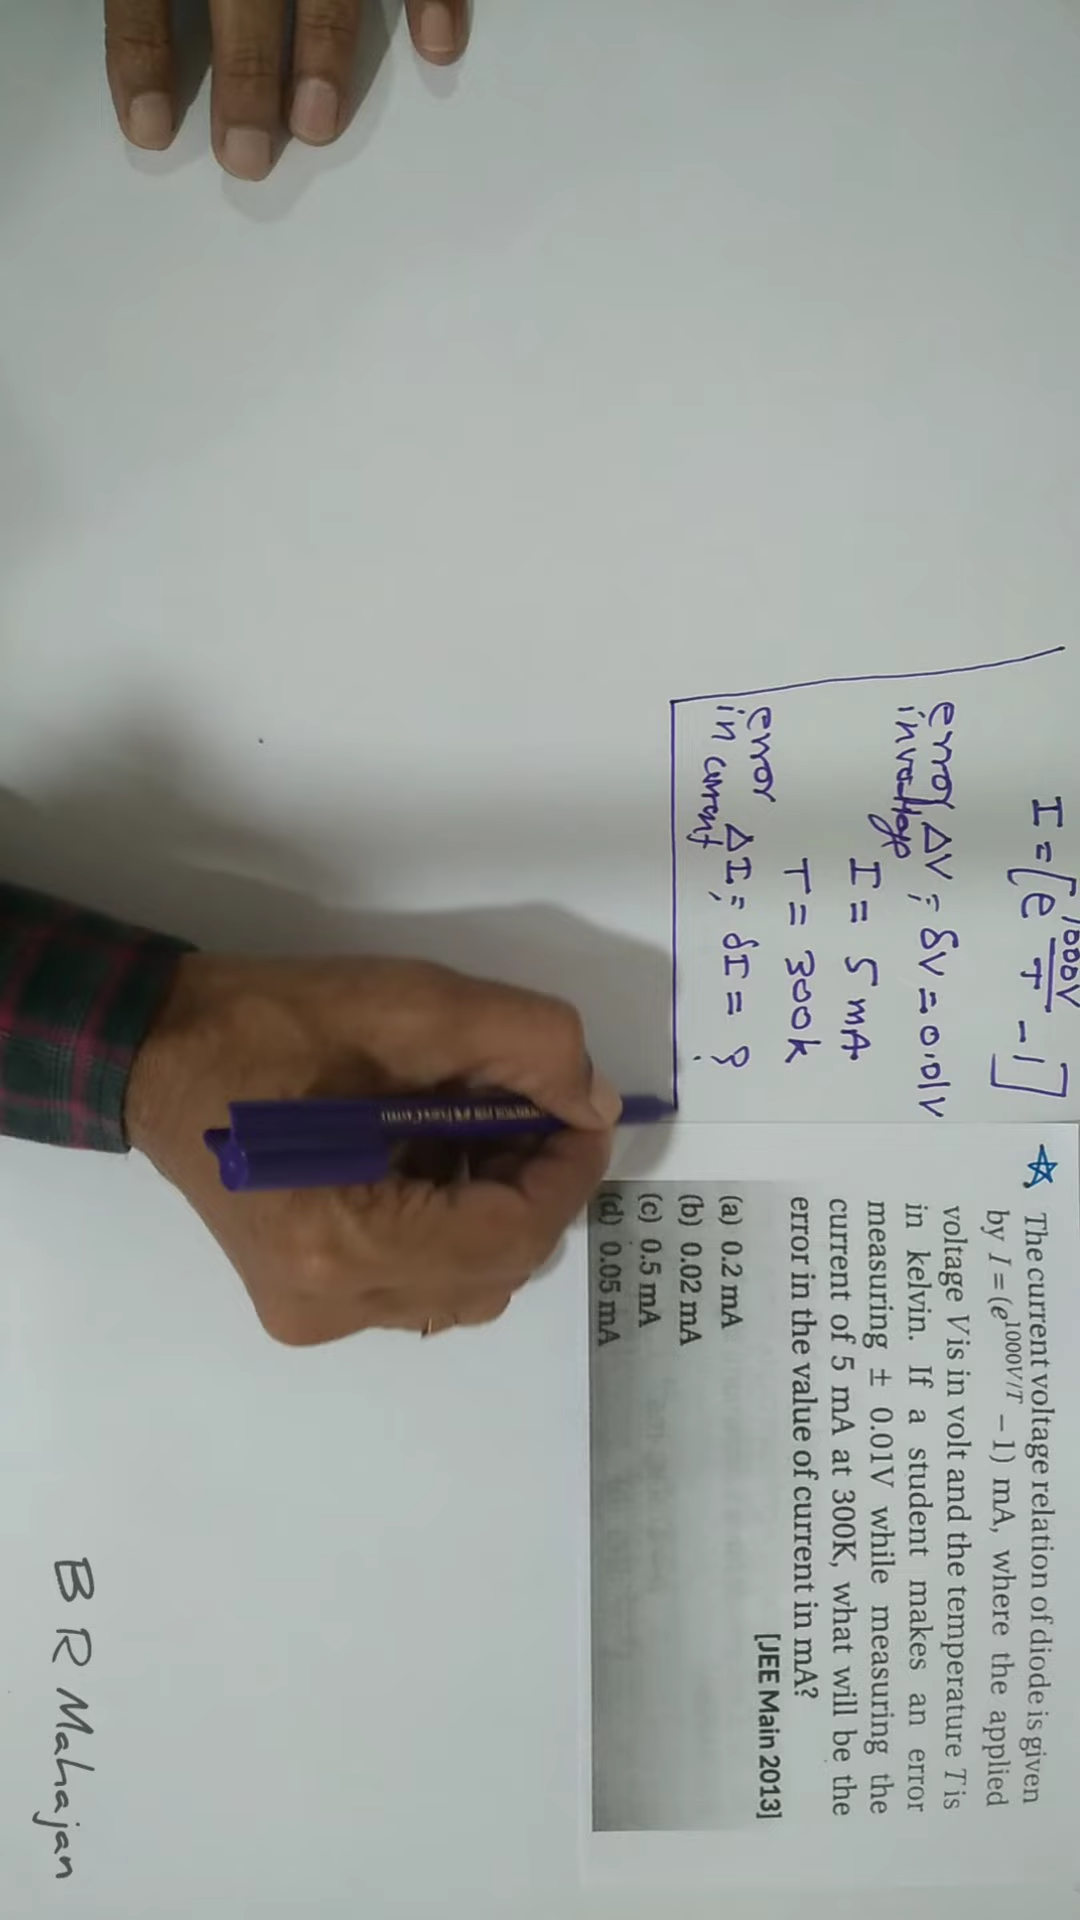 I = [e 1000V/T - 1]
error ΔV, = δV = 0.01V
in voltage
I = 5 mA
T = 300k
error ΔI, = δI = ?
in current
☆ The current voltage relation of diode is given
by I = (e^1000V/T − 1) mA, where the applied
voltage V is in volt and the temperature T is
in kelvin. If a student makes an error
measuring ± 0.01V while measuring the
current of 5 mA at 300K, what will be the
error in the value of current in mA?
[JEE Main 2013]
(a) 0.2 mA
(b) 0.02 mA
(c) 0.5 mA
(d) 0.05 mA
B R Mahajan